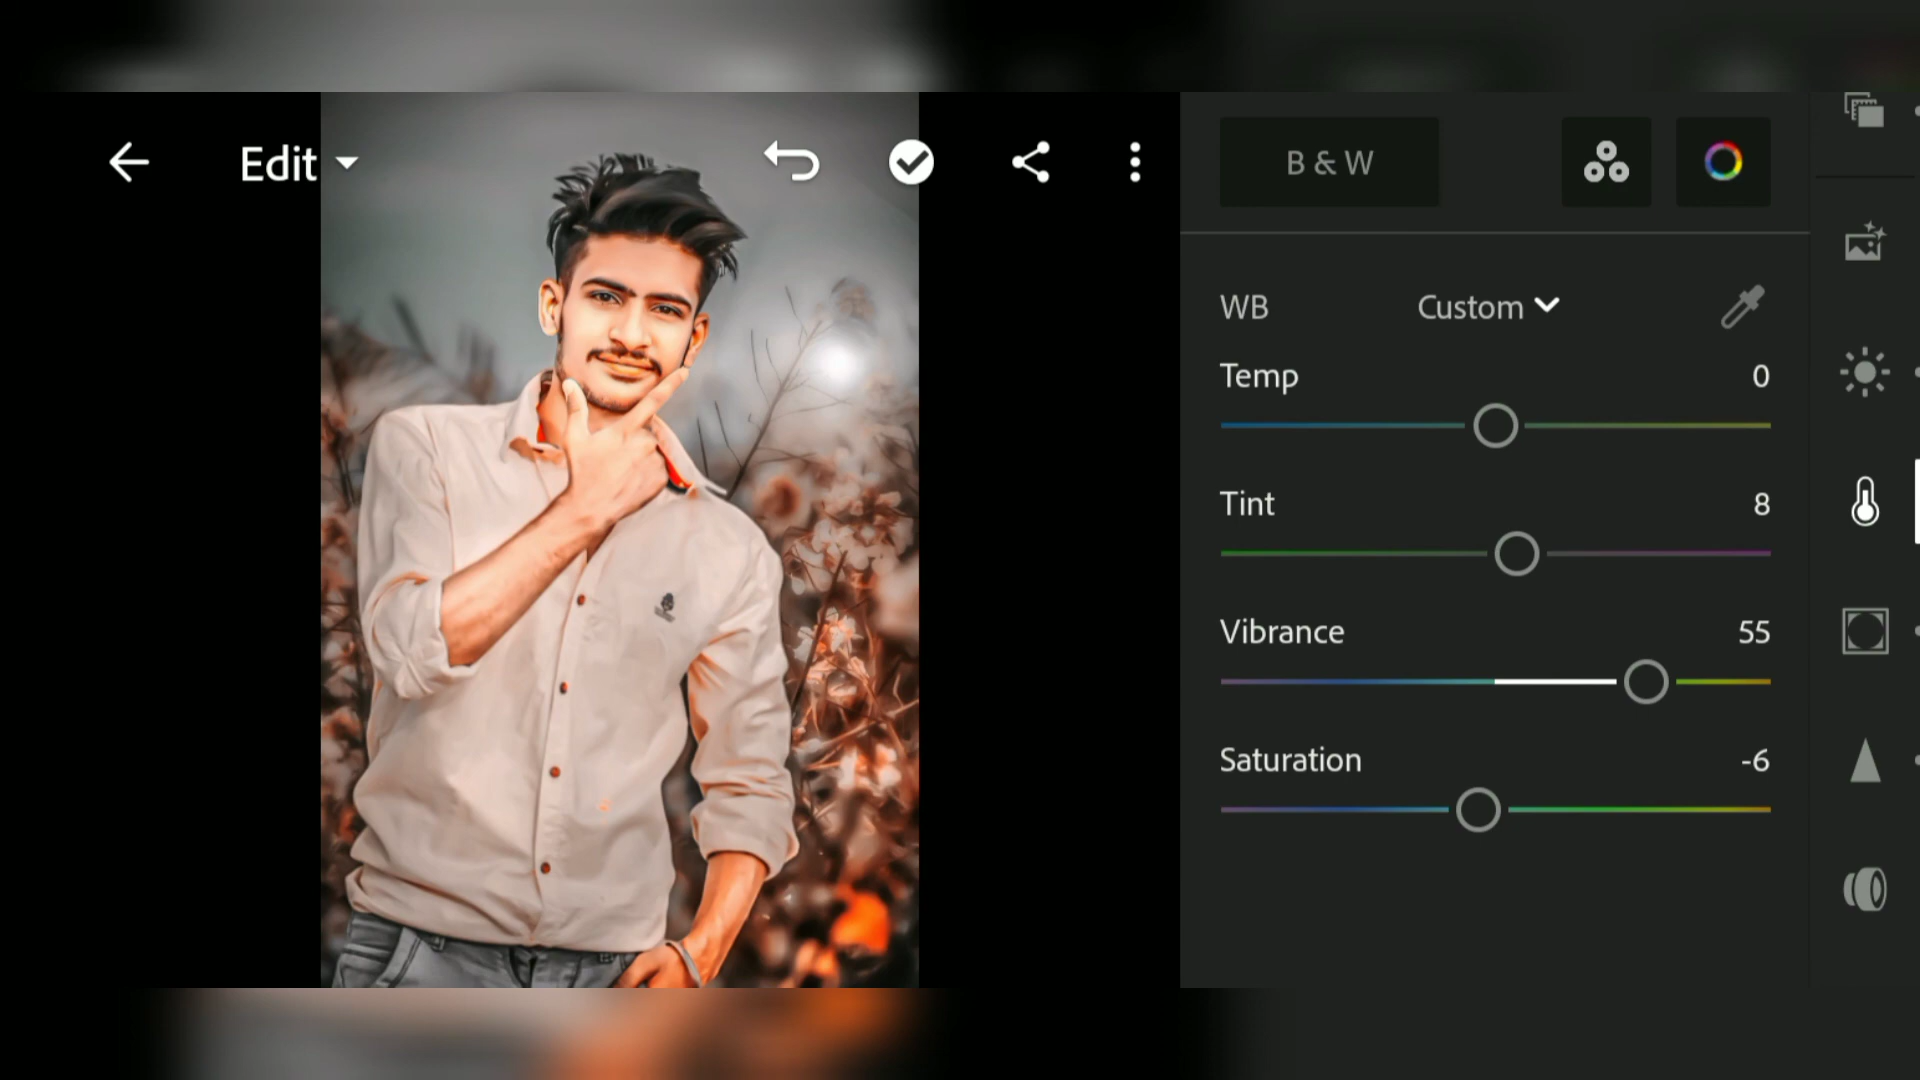 Edit
B & W
WB Custom
Temp 0
Tint 8
Vibrance 55
Saturation -6